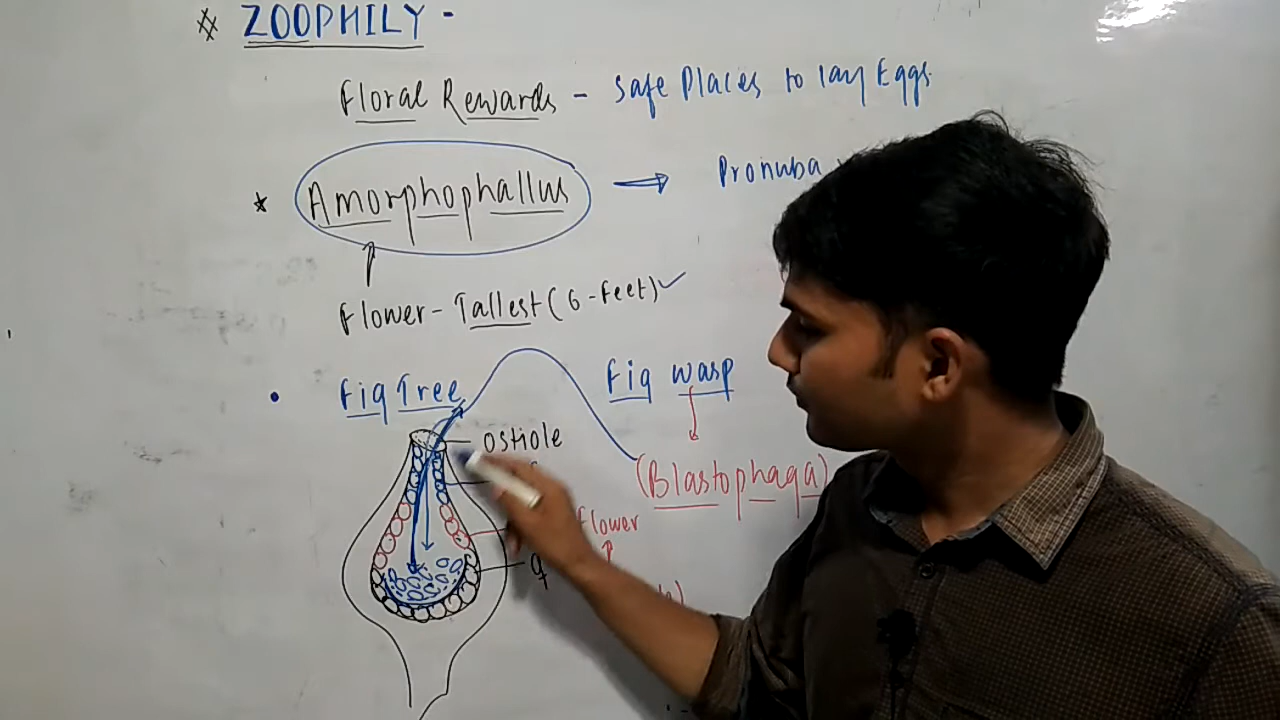 # ZOOPHILY -
Floral Rewards - Safe Places to lay Eggs.
* Amorphophallus → Pronuba
Flower - Tallest (6 - Feet) ✓
• Fig Tree
Fig wasp
Ostiole
(Blastophaga)
flower
♀